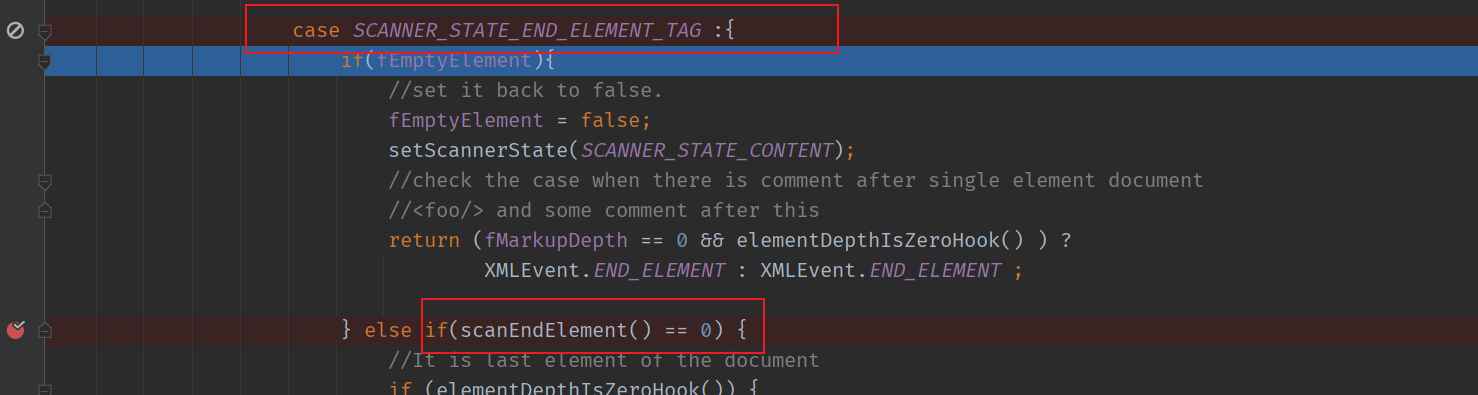 case SCANNER_STATE_END_ELEMENT_TAG :{
if(fEmptyElement){
//set it back to false.
fEmptyElement = false;
setScannerState(SCANNER_STATE_CONTENT);
//check the case when there is comment after single element document
//<foo/> and some comment after this
return (fMarkupDepth == 0 && elementDepthIsZeroHook() ) ?
XMLEvent.END_ELEMENT : XMLEvent.END_ELEMENT ;
} else if(scanEndElement() == 0) {
//It is last element of the document
if (elementDepthIsZeroHook()) {